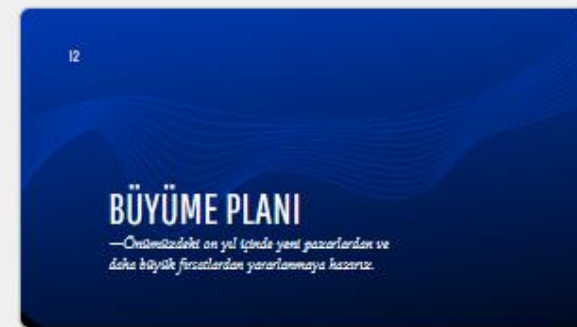 12
BÜYÜME PLANI
—Önümüzdeki on yıl içinde yeni pazarlardan ve
daha büyük fırsatlardan yararlanmaya hazırız.